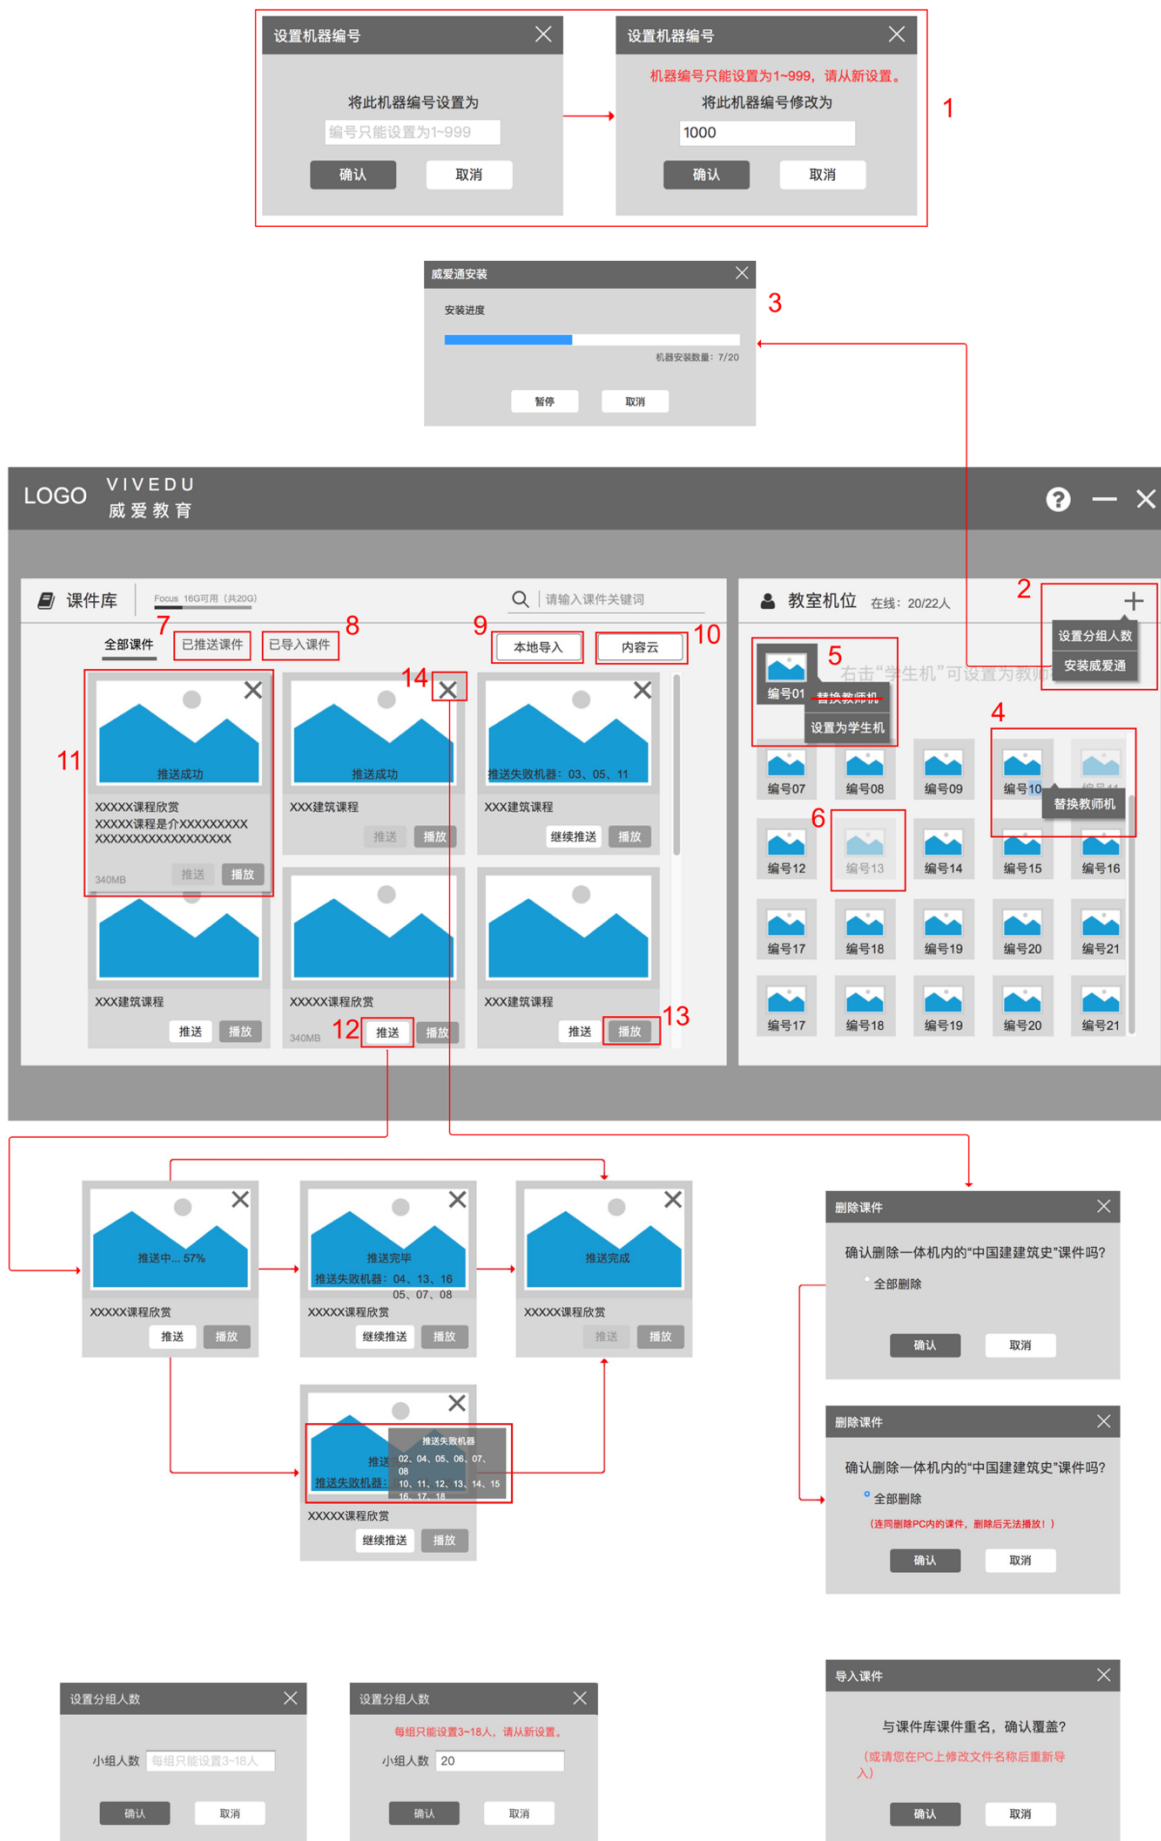 设置机器编号
将此机器编号设置为
编号只能设置为1~999
确认 取消
设置机器编号
机器编号只能设置为1~999，请从新设置。
将此机器编号修改为
1000
确认 取消
1
威爱通安装
安装进度
机器安装数量：7/20
暂停 取消
3
LOGO
VIVEDU
威爱教育
?
课件库
Focus 16G可用（共20G）
请输入课件关键词
7
8
9
10
全部课件 已推送课件 已导入课件
本地导入 内容云
11
推送成功
XXXXX课程欣赏
XXXXX课程是介XXXXXXXXX
XXXXXXXXXXXXXXXXXX
340MB
推送 播放
14
推送成功
XXX建筑课程
推送 播放
推送失败机器：03、05、11
XXX建筑课程
继续推送 播放
XXX建筑课程
推送 播放
XXXXX课程欣赏
340MB
12
推送 播放
XXX建筑课程
推送 播放
13
教室机位 在线：20/22人
2
设置分组人数
安装威爱通
5
右击“学生机”可设置为教师
编号01
替换教师机
设置为学生机
4
编号07 编号08 编号09 编号10 编号11
替换教师机
6
编号12 编号13 编号14 编号15 编号16
编号17 编号18 编号19 编号20 编号21
编号17 编号18 编号19 编号20 编号21
推送中... 57%
XXXXX课程欣赏
推送 播放
推送完毕
推送失败机器：04、13、16
05、07、08
XXXXX课程欣赏
继续推送 播放
推送完成
XXXXX课程欣赏
推送 播放
推送
推送失败机器：
推送失败机器
02、04、05、06、07、
08
10、11、12、13、14、15
16、17、18
XXXXX课程欣赏
继续推送 播放
删除课件
确认删除一体机内的“中国建建筑史”课件吗？
全部删除
确认 取消
删除课件
确认删除一体机内的“中国建建筑史”课件吗？
全部删除
（连同删除PC内的课件，删除后无法播放！）
确认 取消
设置分组人数
小组人数 每组只能设置3~18人
确认 取消
设置分组人数
每组只能设置3~18人，请从新设置。
小组人数 20
确认 取消
导入课件
与课件库课件重名，确认覆盖？
（或请您在PC上修改文件名称后重新导
入）
确认 取消